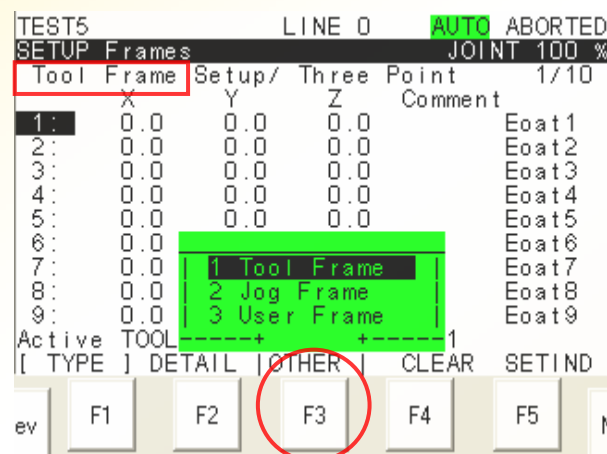 TEST5 LINE 0 AUTO ABORTED
SETUP Frames JOINT 100 %
Tool Frame Setup/ Three Point 1/10
X Y Z Comment
1: 0.0 0.0 0.0 Eoat1
2: 0.0 0.0 0.0 Eoat2
3: 0.0 0.0 0.0 Eoat3
4: 0.0 0.0 0.0 Eoat4
5: 0.0 0.0 0.0 Eoat5
6: 0.0 Eoat6
7: 0.0 | 1 Tool Frame | Eoat7
8: 0.0 | 2 Jog Frame | Eoat8
9: 0.0 | 3 User Frame | Eoat9
Active TOOL------+ +------1
[ TYPE ] DETAIL |OTHER | CLEAR SETIND
ev F1 F2 F3 F4 F5 N